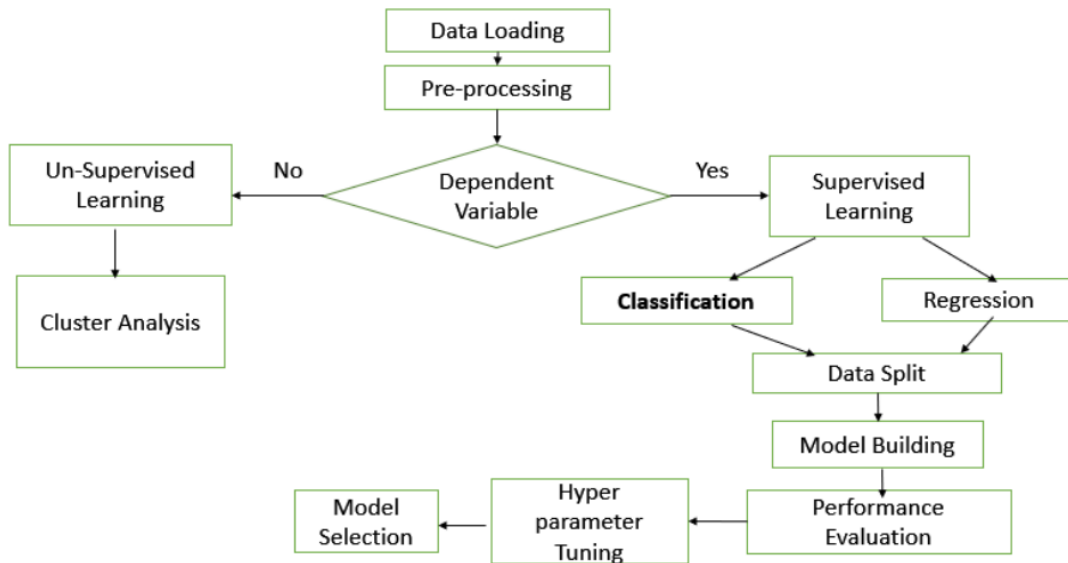 Data Loading
Pre-processing
Dependent
Variable
No
Yes
Un-Supervised
Learning
Supervised
Learning
Cluster Analysis
Classification
Regression
Data Split
Model Building
Performance
Evaluation
Hyper
parameter
Tuning
Model
Selection